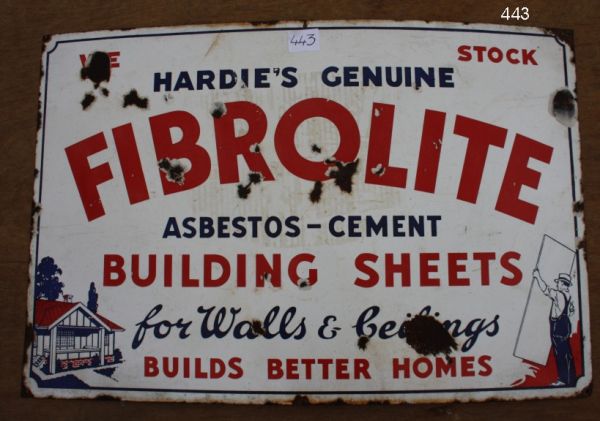 443
443
WE STOCK
HARDIE'S GENUINE
FIBROLITE
ASBESTOS-CEMENT
BUILDING SHEETS
for Walls & Ceilings
BUILDS BETTER HOMES